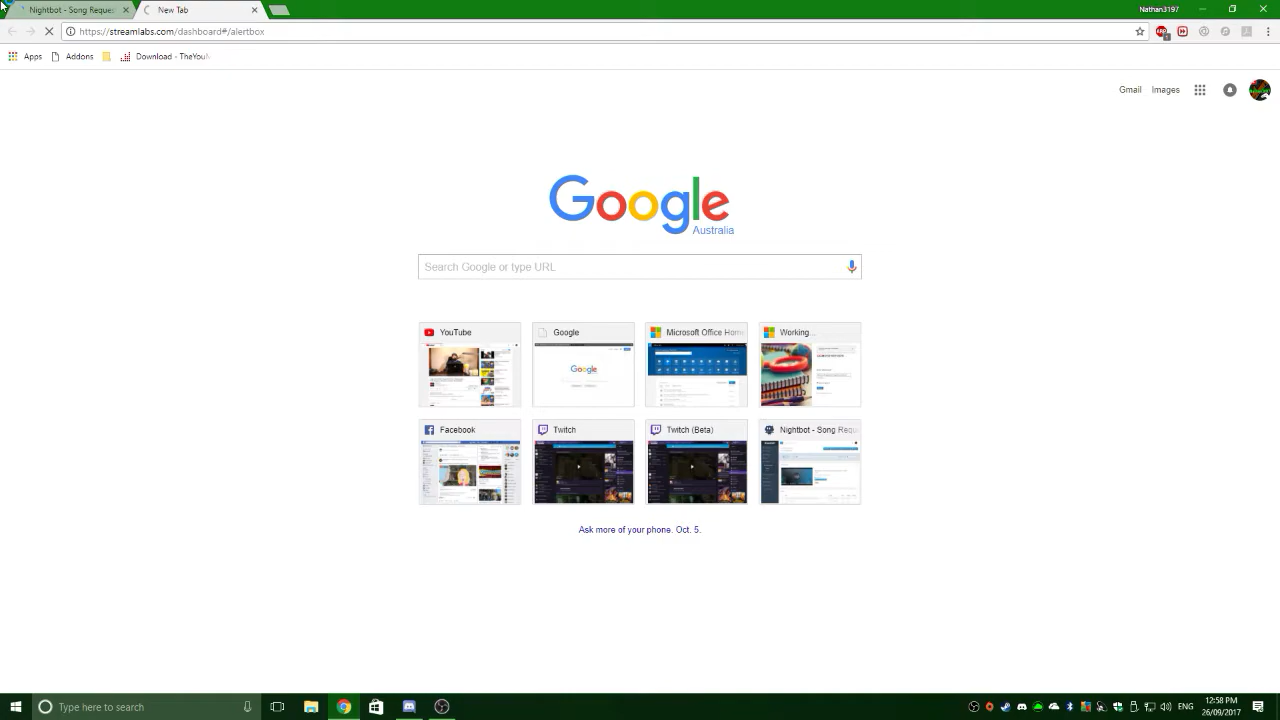 Nightbot - Song Reques
New Tab
Nathan3197
https://streamlabs.com/dashboard#/alertbox
Apps
Addons
Download - TheYouN
Gmail
Images
Google
Australia
Search Google or type URL
YouTube
Google
Microsoft Office Hom
Working...
Facebook
Twitch
Twitch (Beta)
Nightbot - Song Requ
Ask more of your phone. Oct. 5.
Type here to search
ENG
12:58 PM
26/09/2017